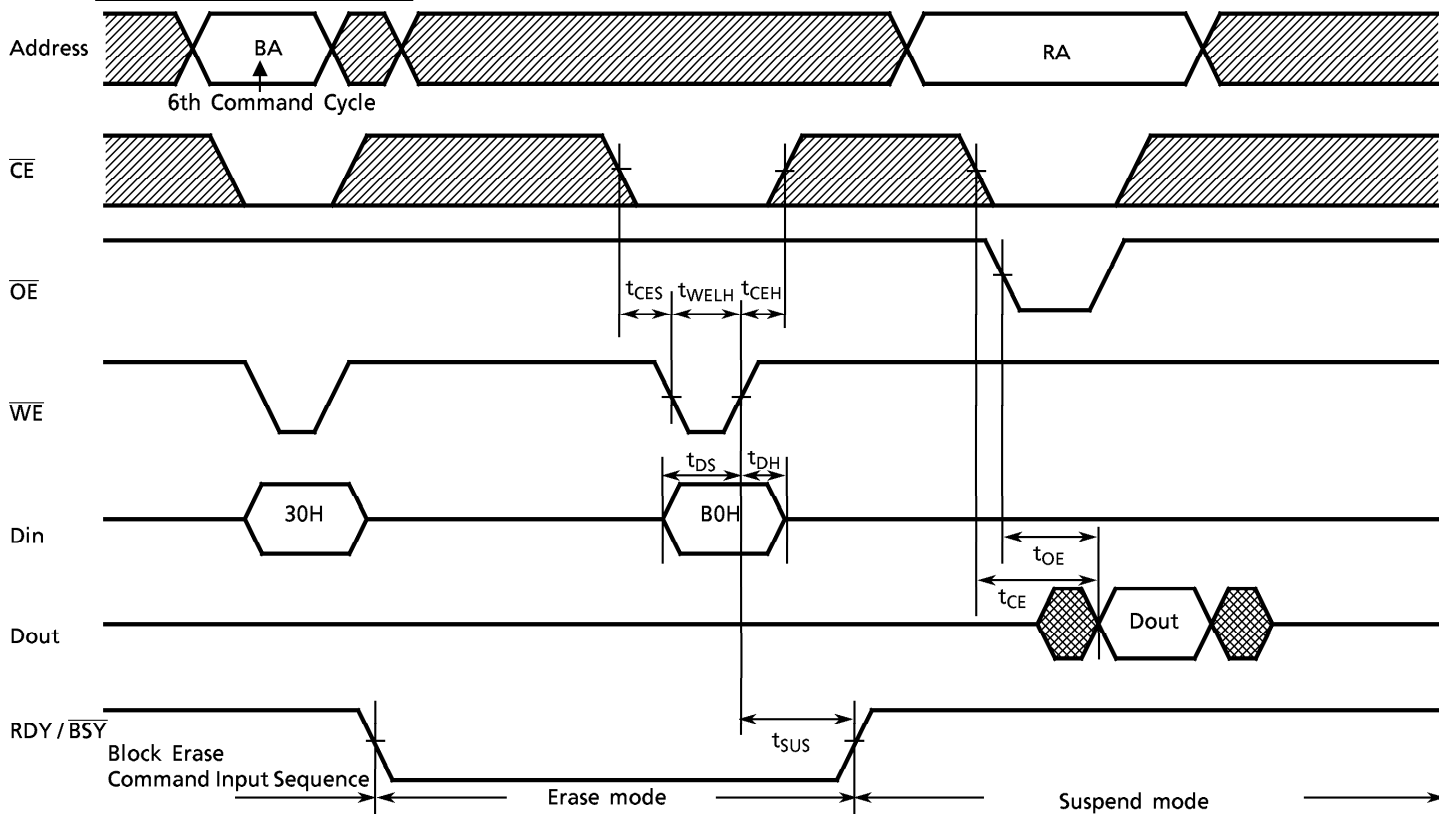 Address
BA
RA
6th Command Cycle
CE
OE
tCES
tWELH
tCEH
WE
tDS
tDH
30H
B0H
Din
tOE
tCE
Dout
Dout
RDY / BSY
tSUS
Block Erase
Command Input Sequence
Erase mode
Suspend mode